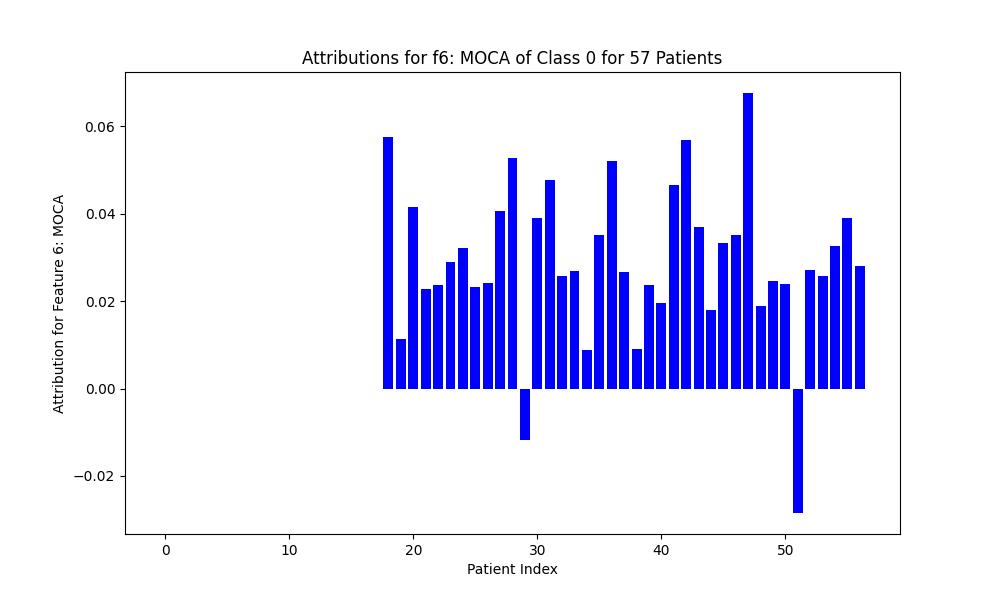 Attributions for f6: MOCA of Class 0 for 57 Patients
Attribution for Feature 6: MOCA
0.06
0.04
0.02
0.00
−0.02
0 10 20 30 40 50
Patient Index